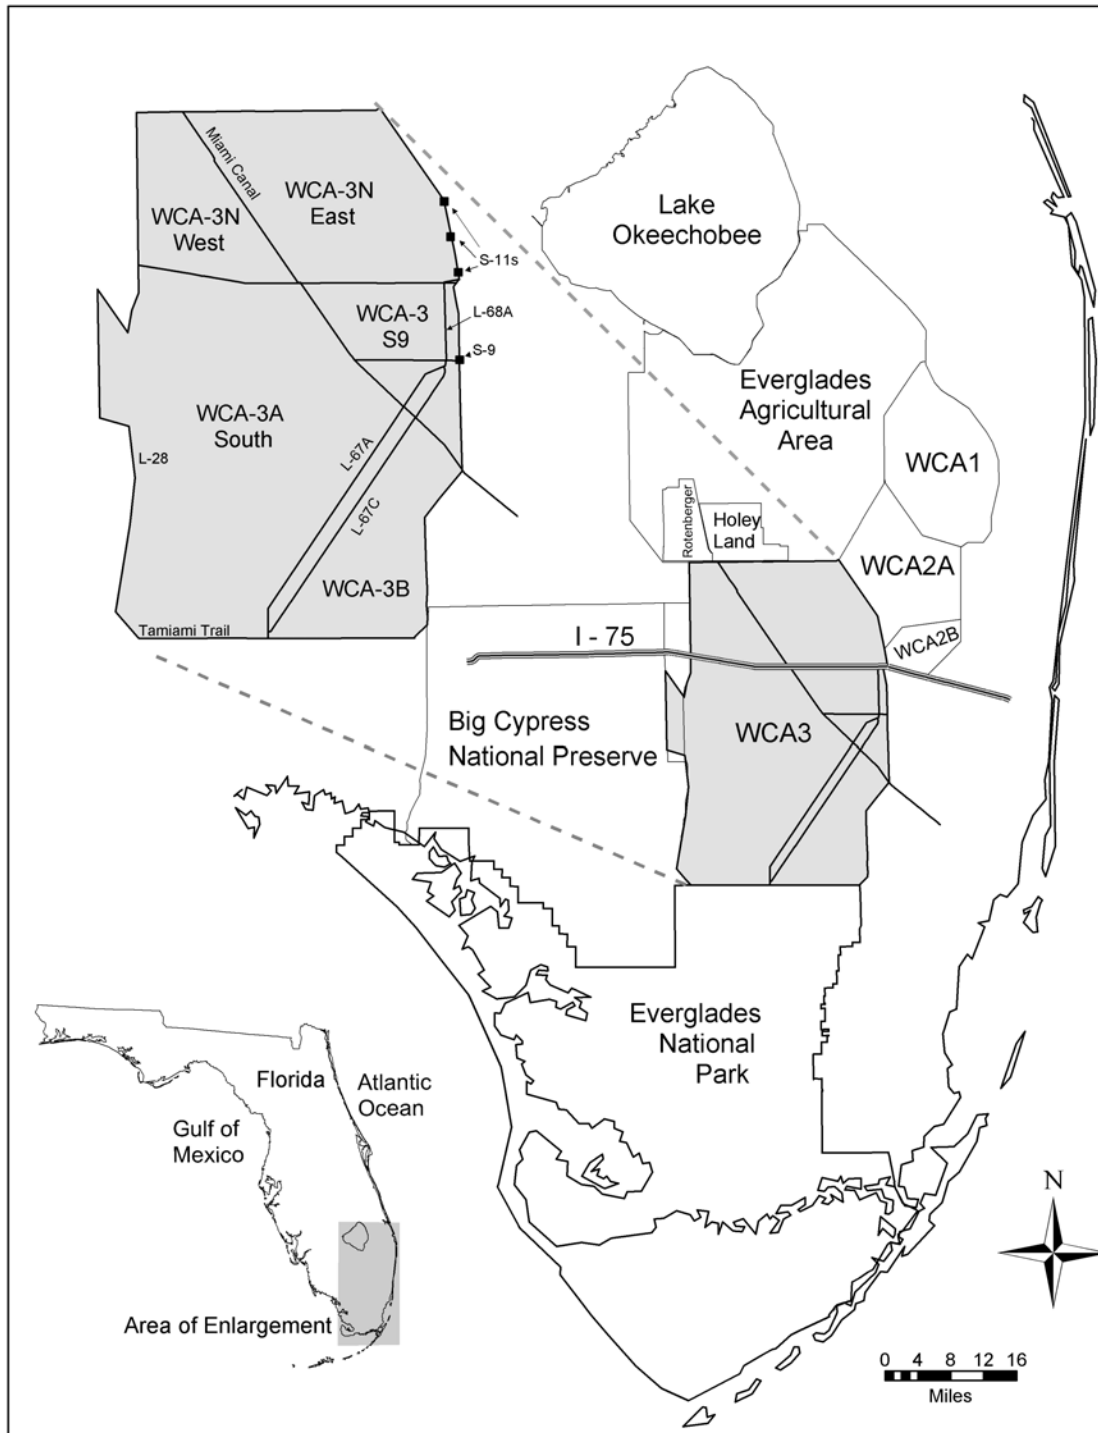 Miami Canal
WCA-3N
East
WCA-3N
West
S-11s
WCA-3
S9
L-68A
S-9
WCA-3A
South
L-28
L-67A
L-67C
WCA-3B
Tamiami Trail
Lake
Okeechobee
Everglades
Agricultural
Area
WCA1
Rotenberger
Holey
Land
WCA2A
WCA2B
I - 75
Big Cypress
National Preserve
WCA3
Everglades
National
Park
Florida
Atlantic
Ocean
Gulf of
Mexico
Area of Enlargement
N
0 4 8 12 16
Miles